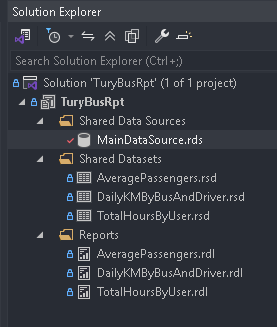 Solution Explorer
Search Solution Explorer (Ctrl+;)
Solution 'TuryBusRpt' (1 of 1 project)
TuryBusRpt
Shared Data Sources
MainDataSource.rds
Shared Datasets
AveragePassengers.rsd
DailyKMByBusAndDriver.rsd
TotalHoursByUser.rsd
Reports
AveragePassengers.rdl
DailyKMByBusAndDriver.rdl
TotalHoursByUser.rdl